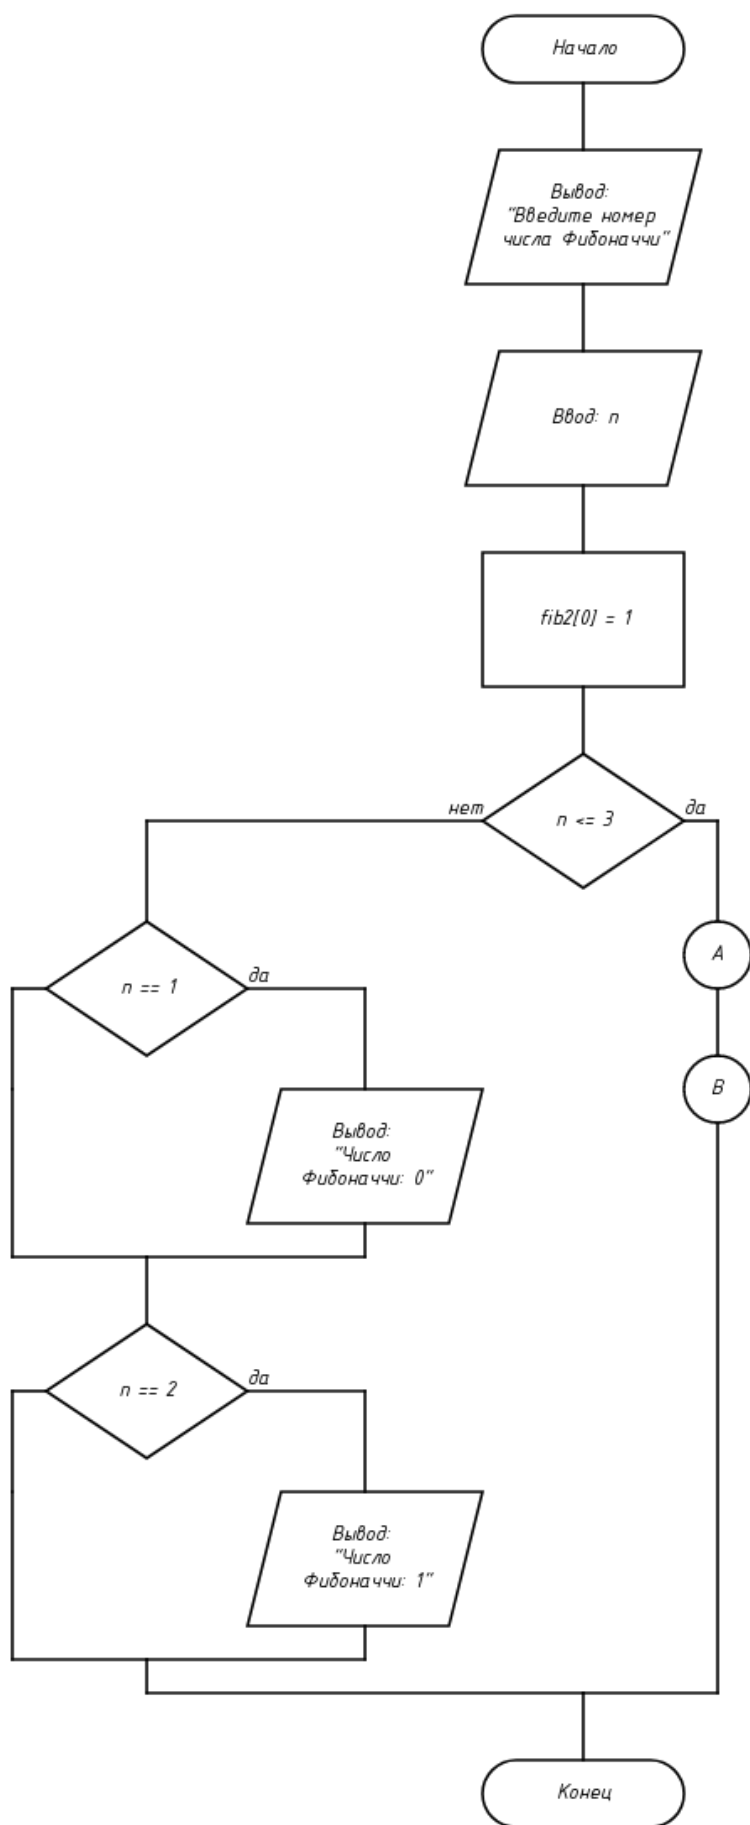 Начало
Вывод:
"Введите номер
числа Фибоначчи"
Ввод: n
fib2[0] = 1
нет
n <= 3
да
A
n == 1
да
B
Вывод:
"Число
Фибоначчи: 0"
n == 2
да
Вывод:
"Число
Фибоначчи: 1"
Конец